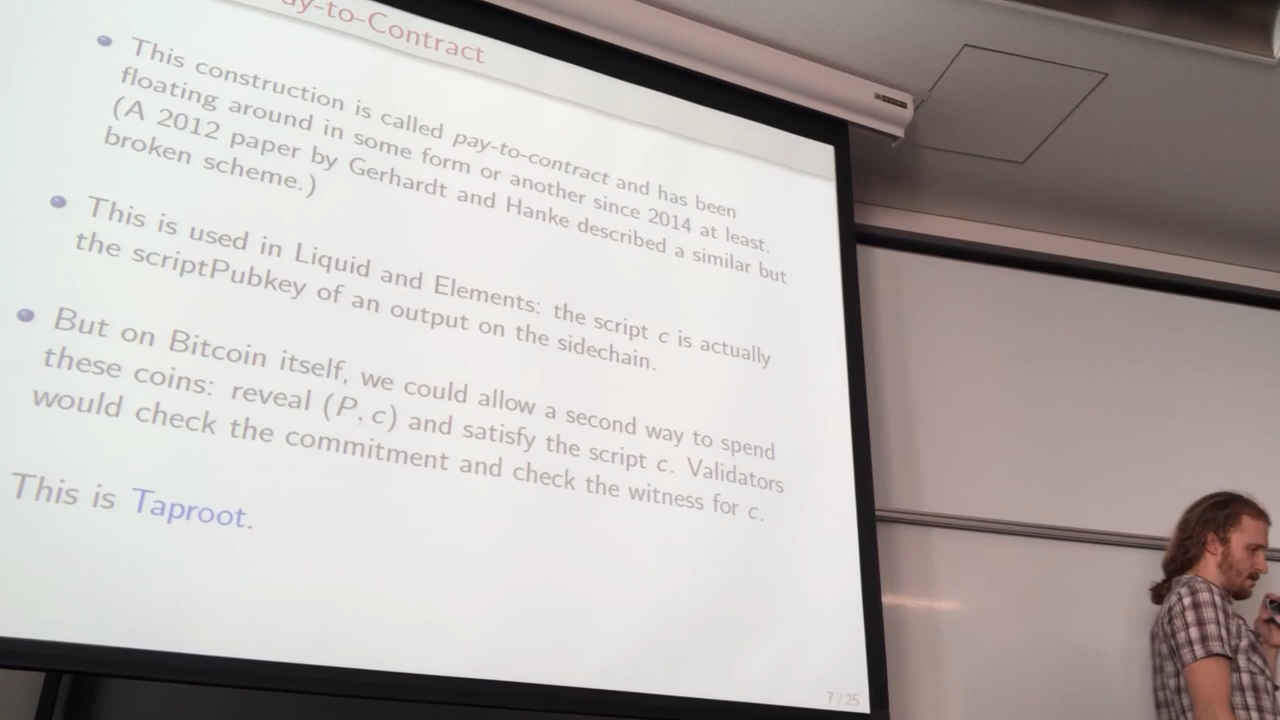 ay-to-Contract
This construction is called pay-to-contract and has been
floating around in some form or another since 2014 at least.
(A 2012 paper by Gerhardt and Hanke described a similar but
broken scheme.)
This is used in Liquid and Elements: the script c is actually
the scriptPubkey of an output on the sidechain.
But on Bitcoin itself, we could allow a second way to spend
these coins: reveal (P, c) and satisfy the script c. Validators
would check the commitment and check the witness for c.
This is Taproot.
7 / 25